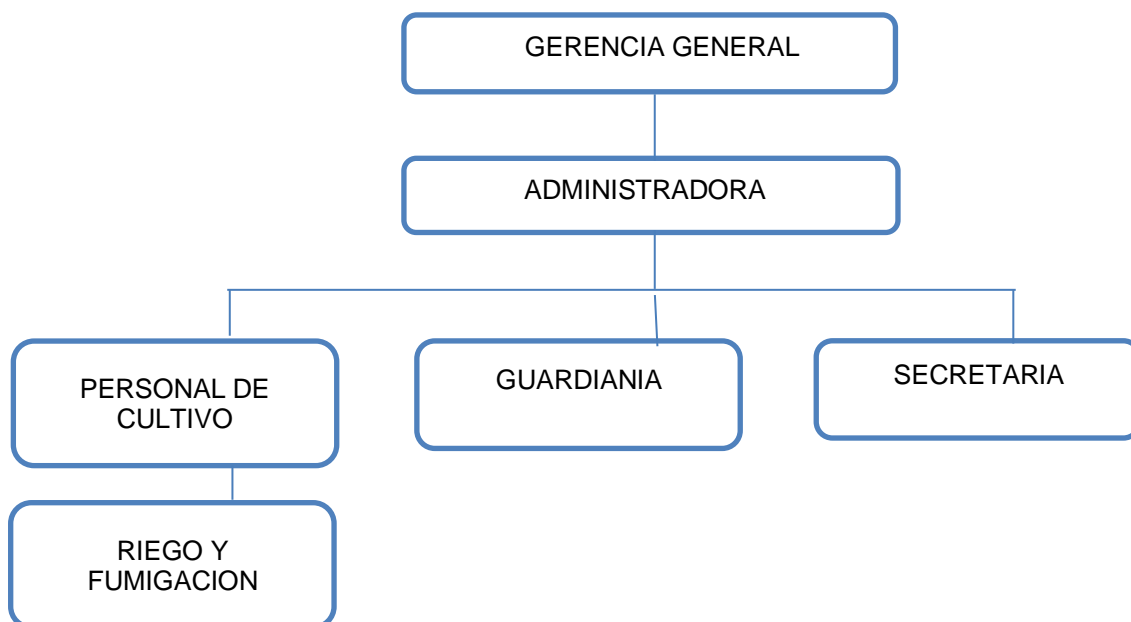 GERENCIA GENERAL
ADMINISTRADORA
PERSONAL DE
CULTIVO
GUARDIANIA
SECRETARIA
RIEGO Y
FUMIGACION